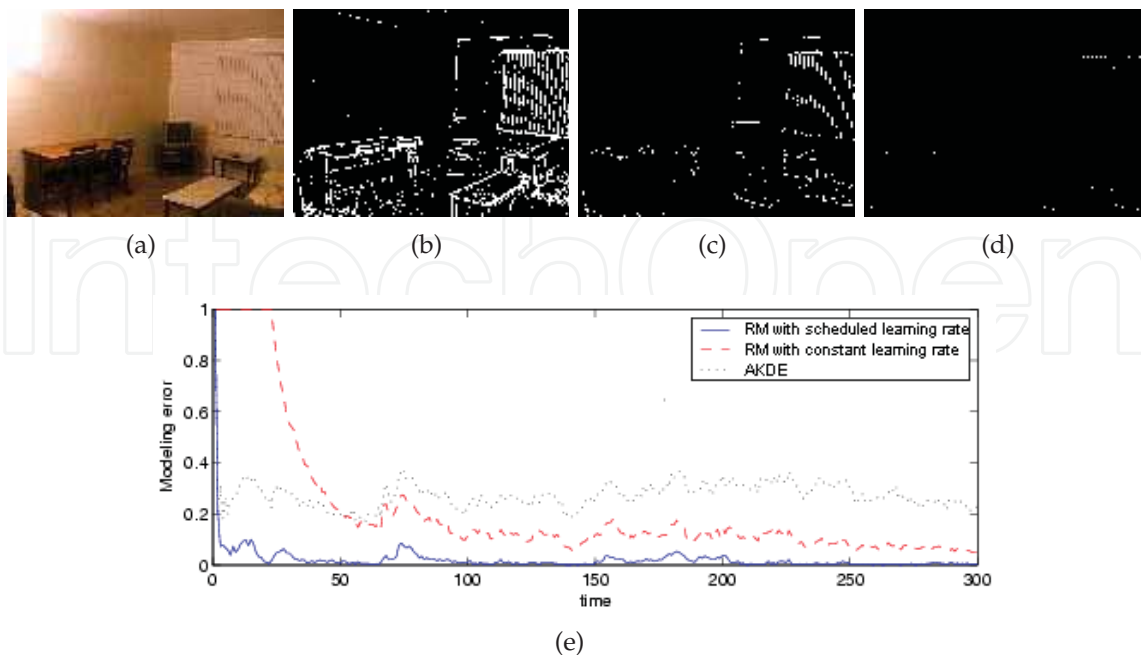 (a)
(b)
(c)
(d)
IntechOpen
1
0.8
0.6
0.4
0.2
0
Modeling error
RM with scheduled learning rate
RM with constant learning rate
AKDE
0
50
100
150
200
250
300
time
(e)